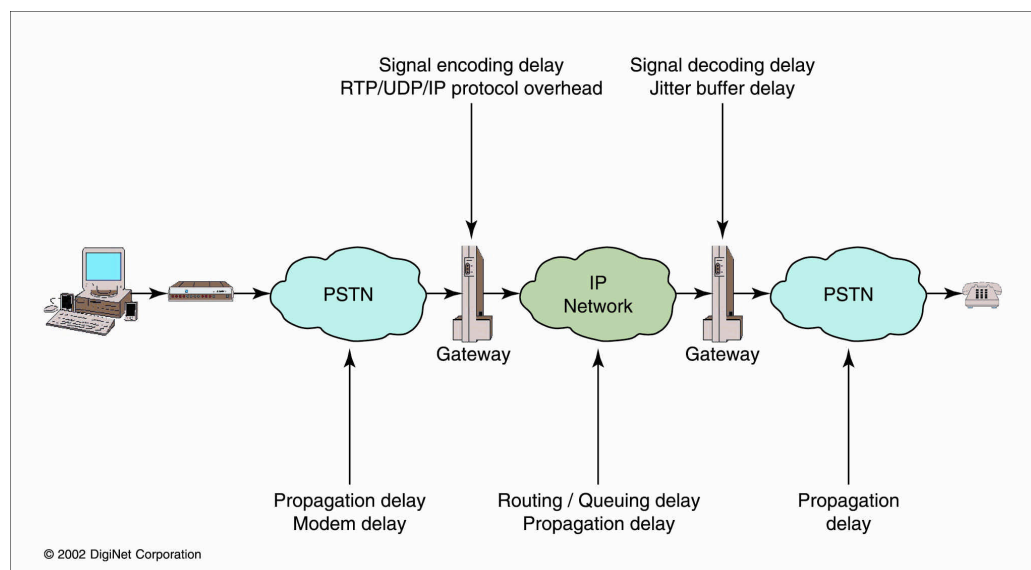 Signal encoding delay
RTP/UDP/IP protocol overhead
Signal decoding delay
Jitter buffer delay
PSTN
Gateway
IP
Network
Gateway
PSTN
Propagation delay
Modem delay
Routing / Queuing delay
Propagation delay
Propagation
delay
© 2002 DigiNet Corporation